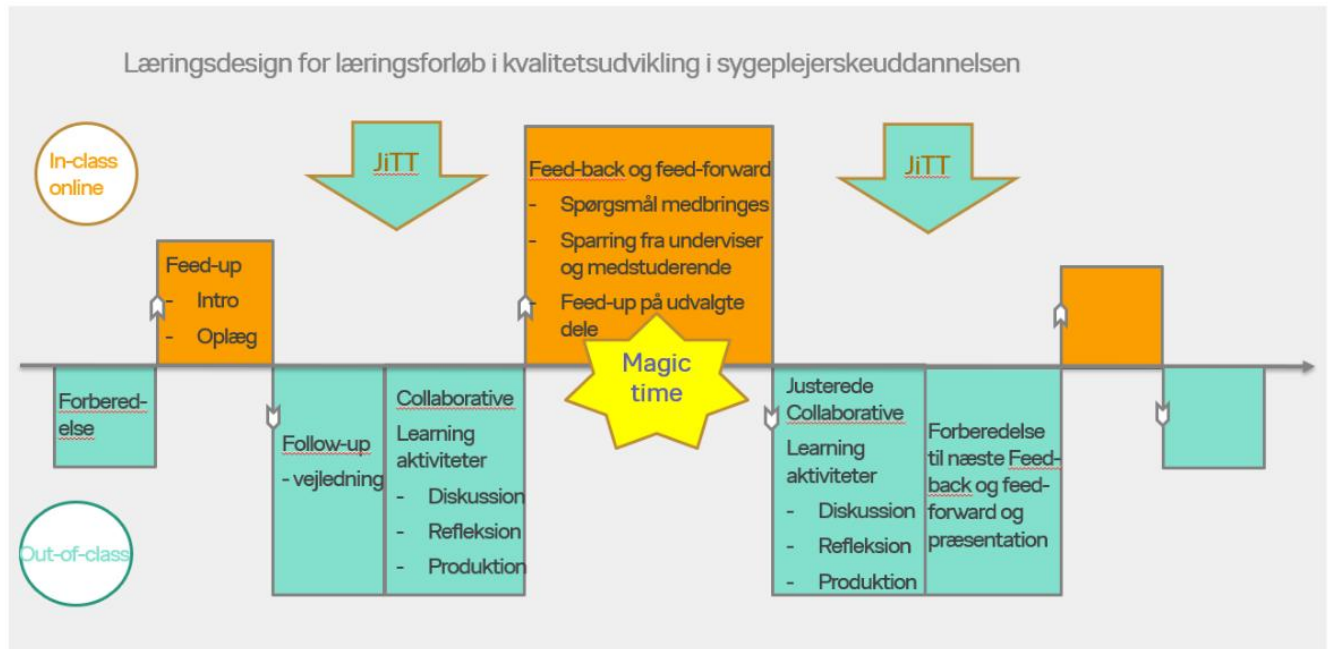 Læringsdesign for læringsforløb i kvalitetsudvikling i sygeplejerskeuddannelsen
In-class
online
JiTT
JiTT
Feed-up
- Intro
- Oplæg
Feed-back og feed-forward
- Spørgsmål medbringes
- Sparring fra underviser
og medstuderende
- Feed-up på udvalgte
dele
Magic
time
Forbered-
else
Follow-up
- vejledning
Collaborative
Learning
aktiviteter
- Diskussion
- Refleksion
- Produktion
Justerede
Collaborative
Learning
aktiviteter
- Diskussion
- Refleksion
- Produktion
Forberedelse
til næste Feed-
back og feed-
forward og
præsentation
Out-of-class